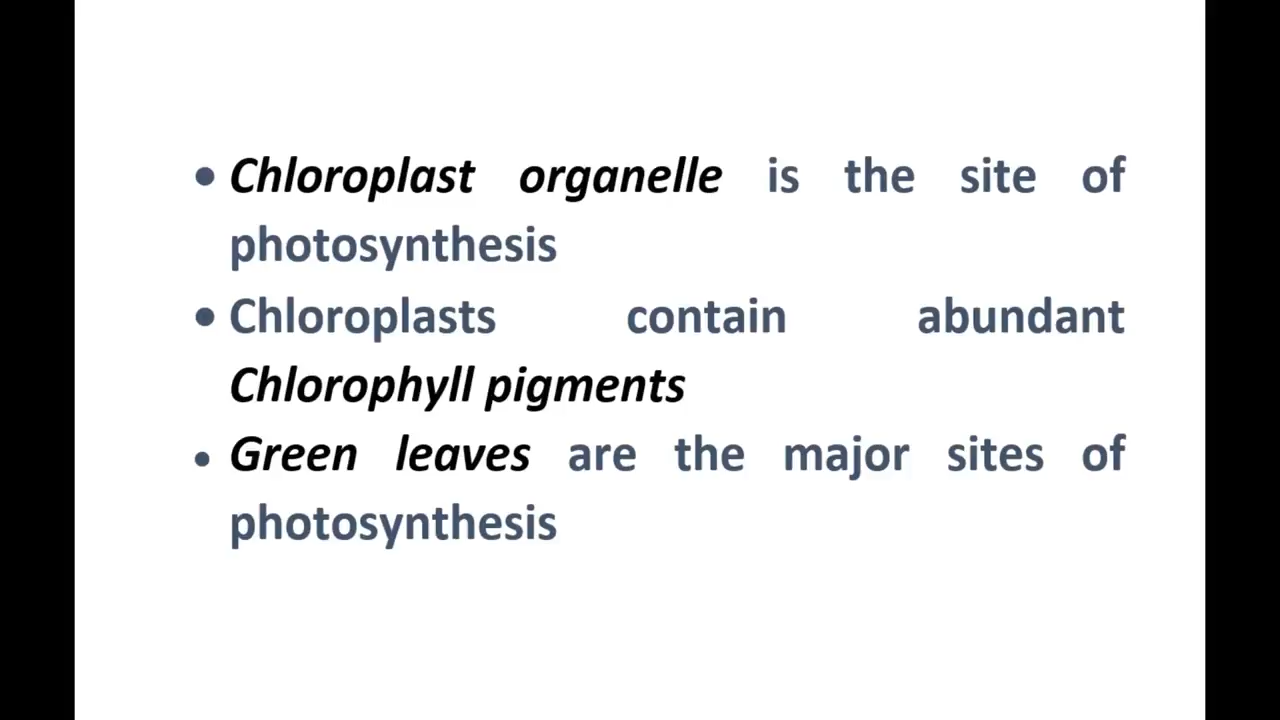 • Chloroplast organelle is the site of
photosynthesis
• Chloroplasts contain abundant
Chlorophyll pigments
• Green leaves are the major sites of
photosynthesis